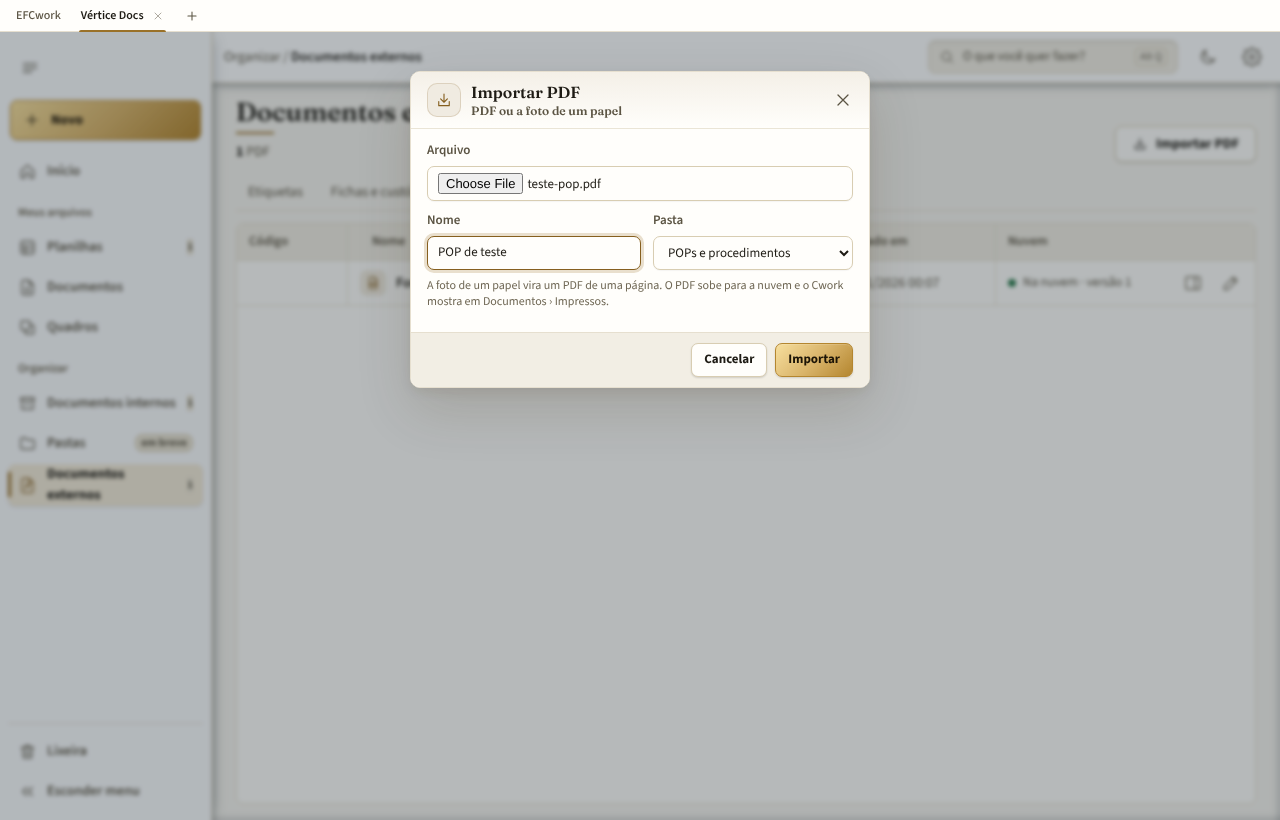 EFCwork
Vértice Docs
Organizar / Documentos externos
O que você quer fazer?
Novo
Início
Meus arquivos
Planilhas
Documentos
Quadros
Organizar
Documentos internos
Pastas
em breve
Documentos
externos
Lixeira
Esconder menu
Documentos e
1 PDF
Importar PDF
Etiquetas
Fichas e
Código
Nome
em
Nuvem
Na nuvem · versão 1
Importar PDF
PDF ou a foto de um papel
Arquivo
Choose File teste-pop.pdf
Nome
Pasta
POP de teste
POPs e procedimentos
A foto de um papel vira um PDF de uma página. O PDF sobe para a nuvem e o Cwork
mostra em Documentos › Impressos.
Cancelar
Importar